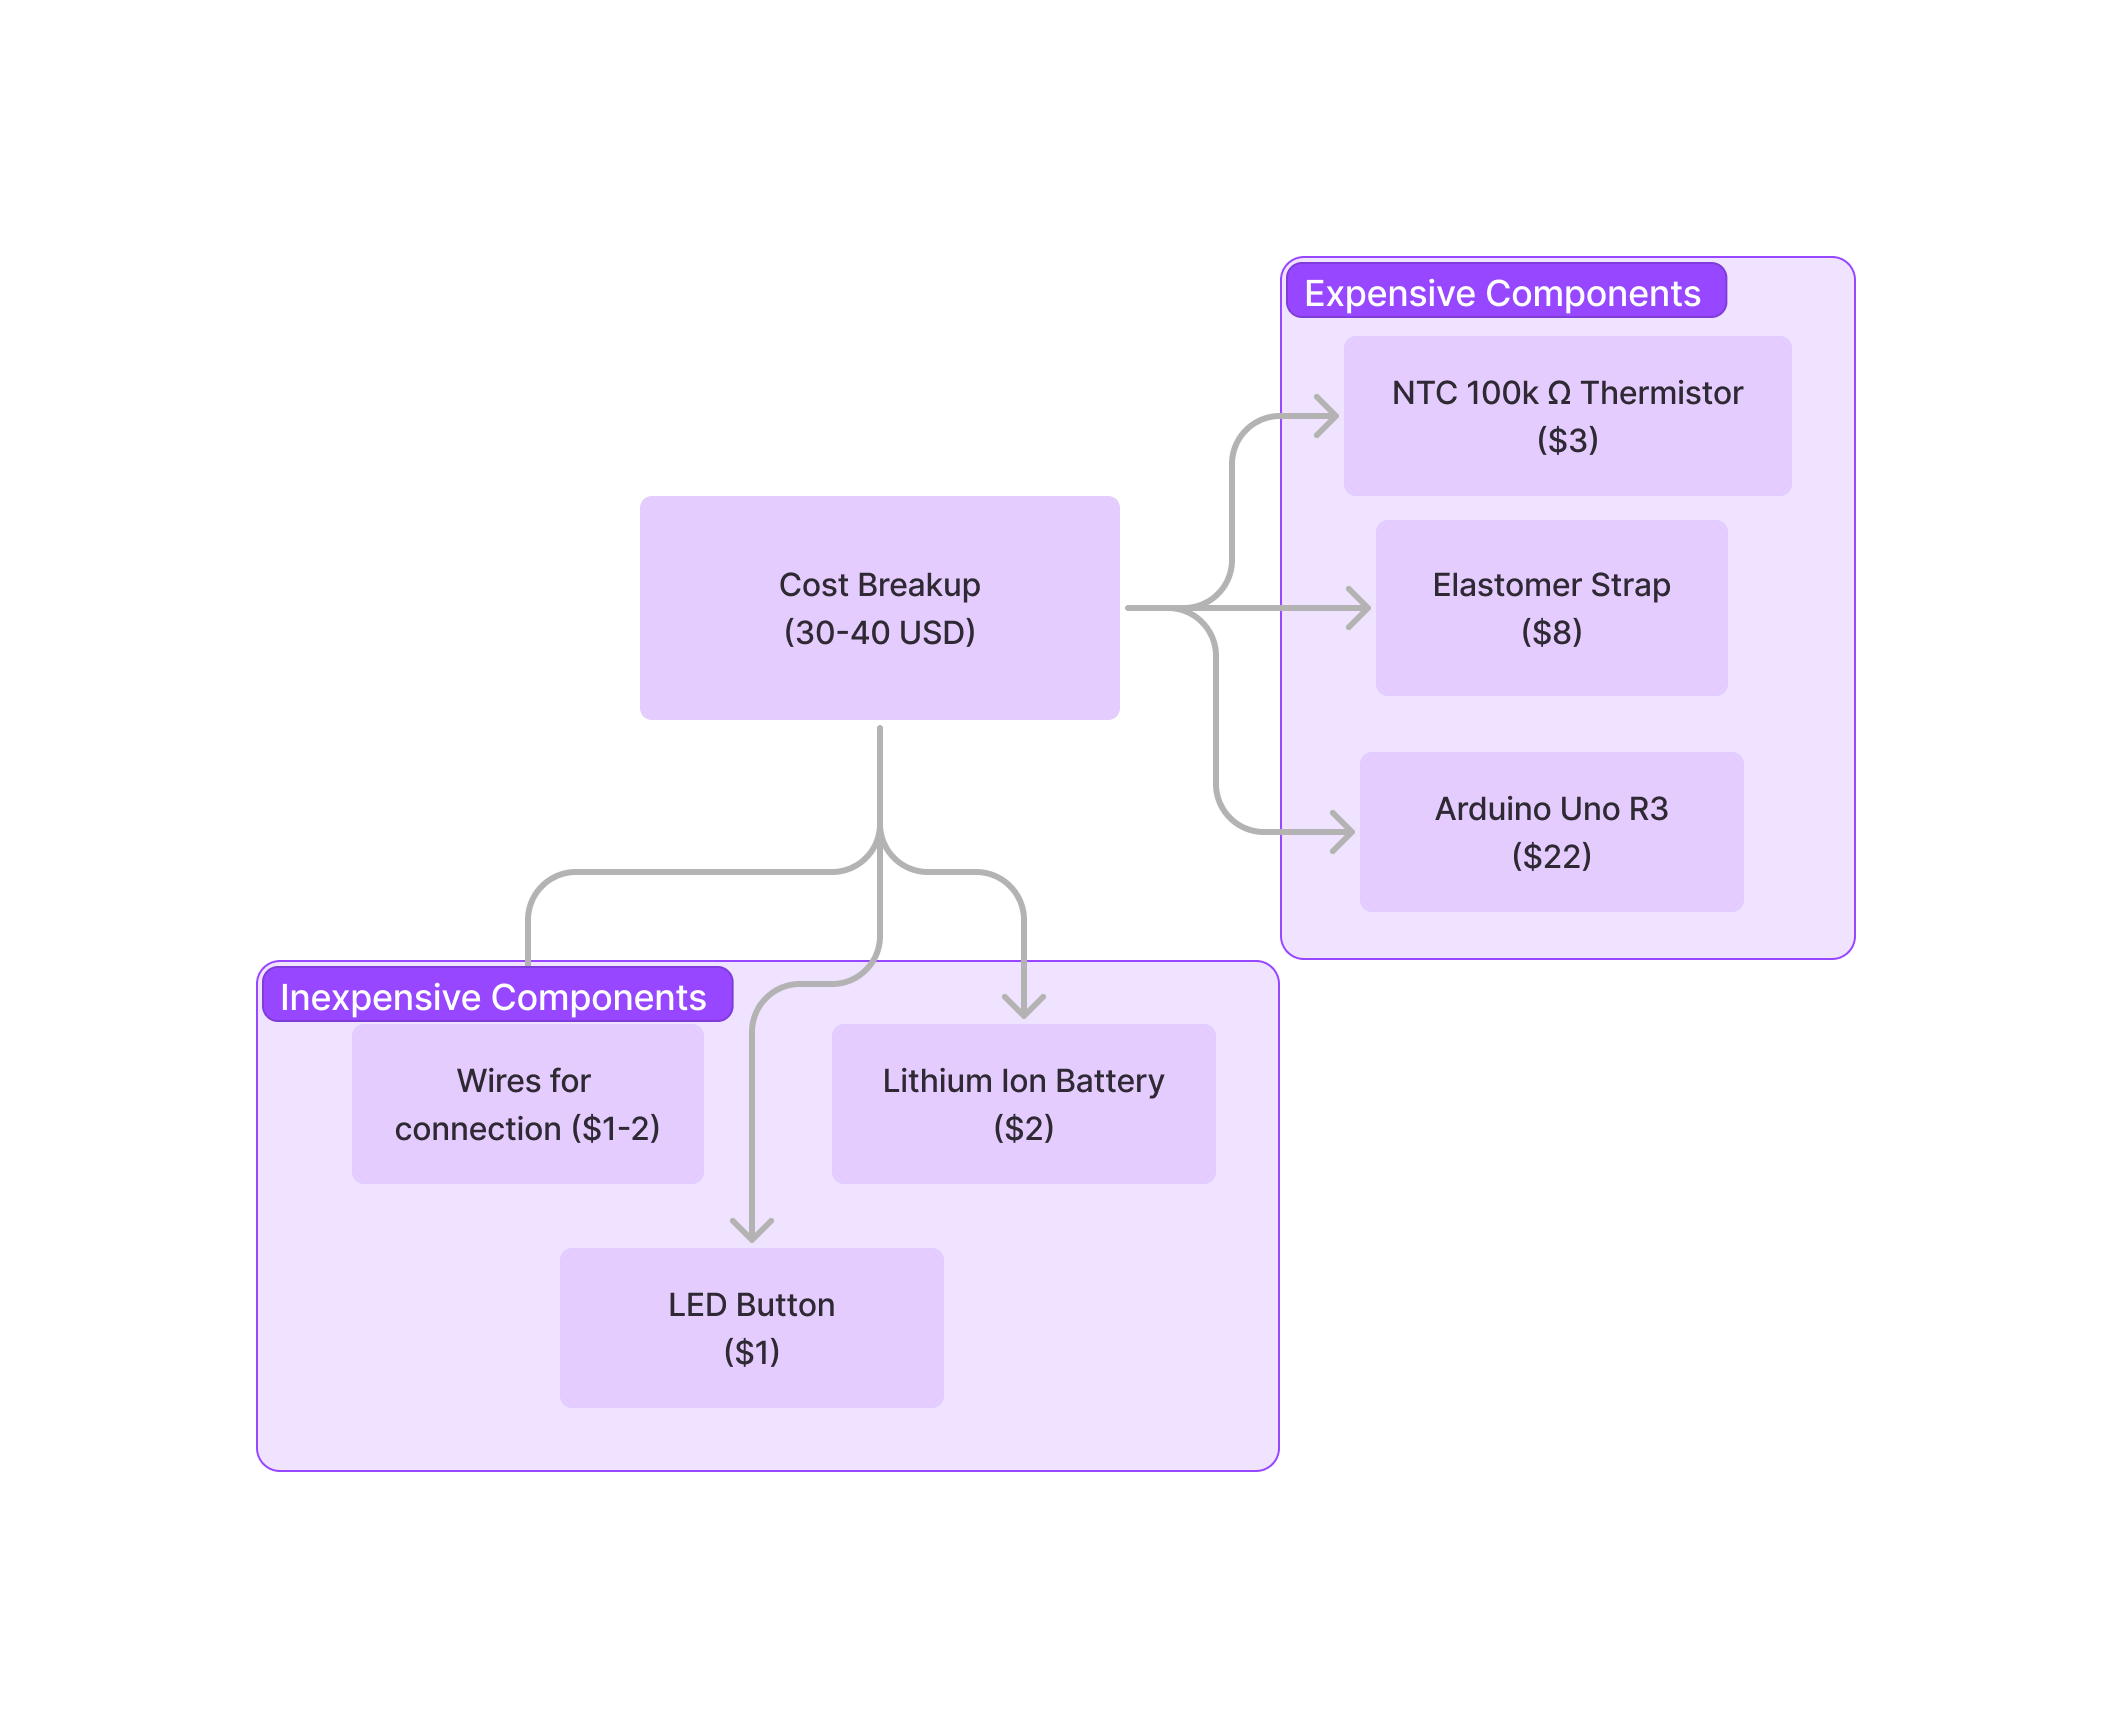 Expensive Components
NTC 100k Ω Thermistor
($3)
Cost Breakup
(30-40 USD)
Elastomer Strap
($8)
Arduino Uno R3
($22)
Inexpensive Components
Wires for
connection ($1-2)
Lithium Ion Battery
($2)
LED Button
($1)